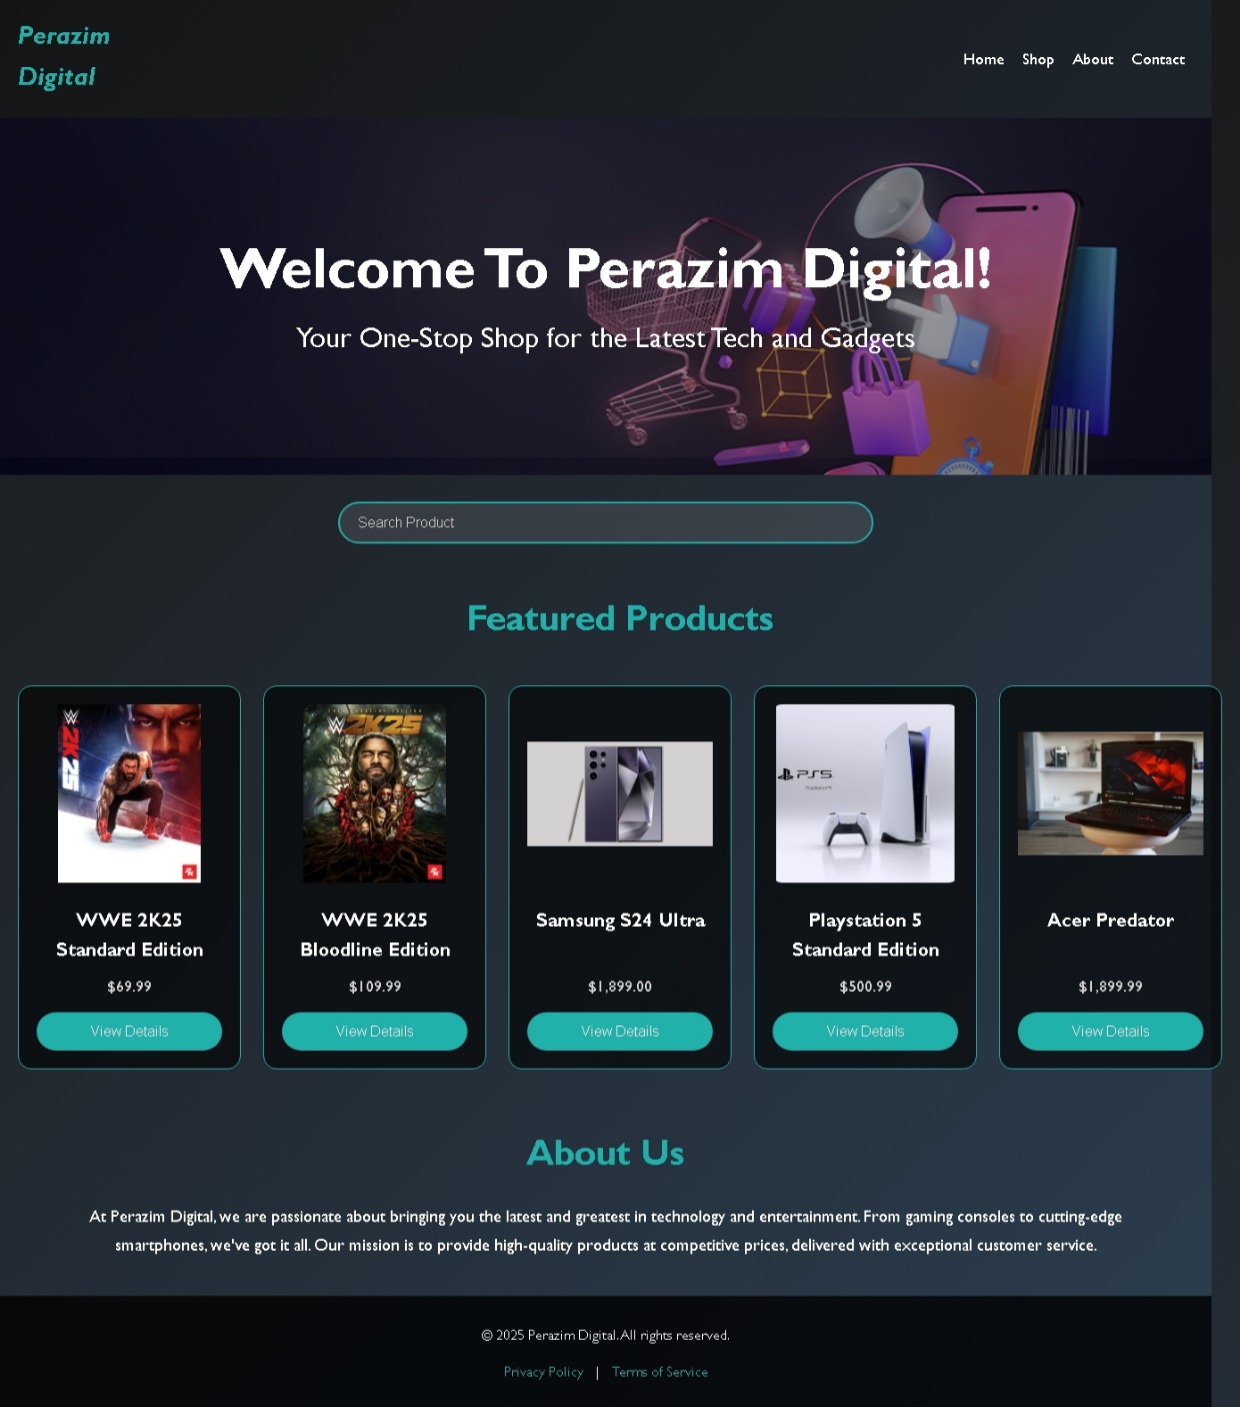 Perazim
Digital
Home Shop About Contact
Welcome To Perazim Digital!
Your One-Stop Shop for the Latest Tech and Gadgets
Search Product
Featured Products
W 2K25
WWE 2K25
Standard Edition
$69.99
View Details
W 2K25
WWE 2K25
Bloodline Edition
$109.99
View Details
Samsung S24 Ultra
$1,899.00
View Details
PS5
Playstation 5
Standard Edition
$500.99
View Details
Acer Predator
$1,899.99
View Details
About Us
At Perazim Digital, we are passionate about bringing you the latest and greatest in technology and entertainment. From gaming consoles to cutting-edge
smartphones, we've got it all. Our mission is to provide high-quality products at competitive prices, delivered with exceptional customer service.
© 2025 Perazim Digital. All rights reserved.
Privacy Policy | Terms of Service